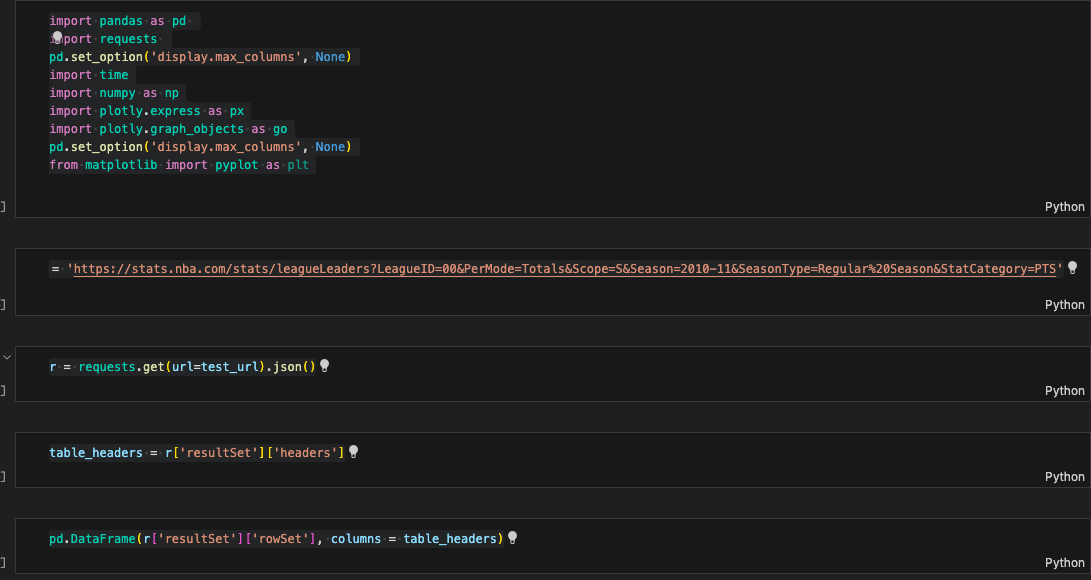 import pandas as pd
import requests
pd.set_option('display.max_columns', None)
import time
import numpy as np
import plotly.express as px
import plotly.graph_objects as go
pd.set_option('display.max_columns', None)
from matplotlib import pyplot as plt
]
Python
= 'https://stats.nba.com/stats/leagueLeaders?LeagueID=00&PerMode=Totals&Scope=S&Season=2010-11&SeasonType=Regular%20Season&StatCategory=PTS'
]
Python
r = requests.get(url=test_url).json()
]
Python
table_headers = r['resultSet']['headers']
]
Python
pd.DataFrame(r['resultSet']['rowSet'], columns = table_headers)
]
Python